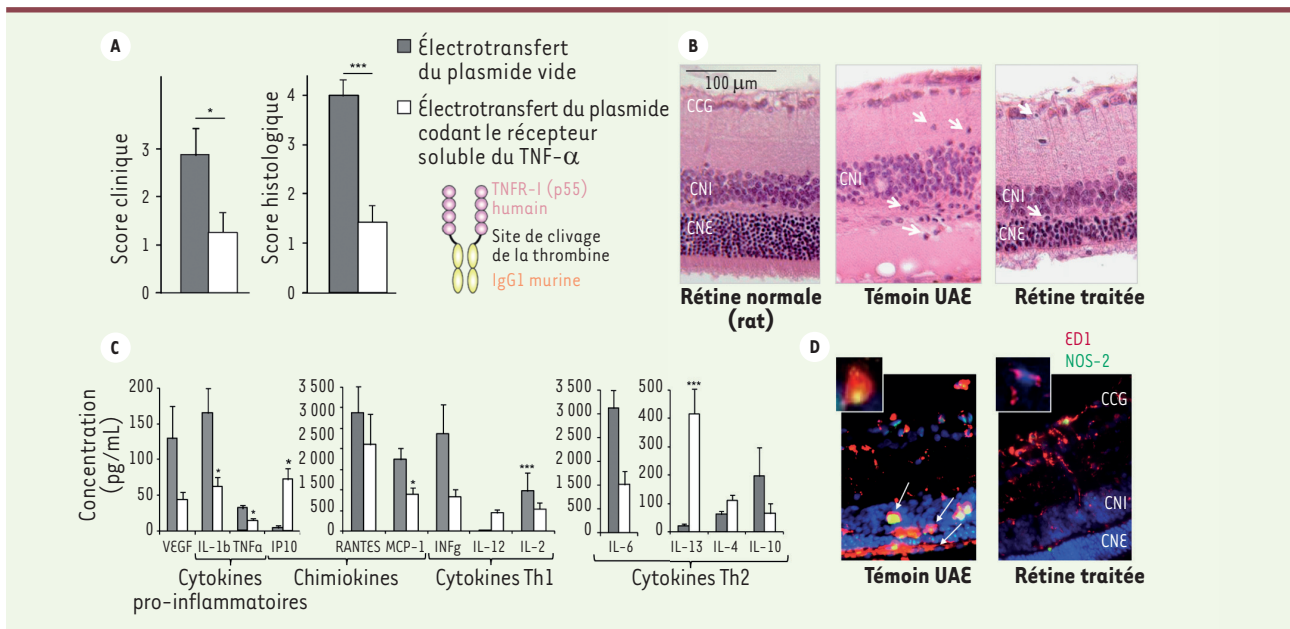 A
Score clinique
3
2
1
0
*
Score histologique
4
3
2
1
0
***
Électrotransfert
du plasmide vide
Électrotransfert du plasmide
codant le récepteur
soluble du TNF-α
TNFR-I (p55)
humain
Site de clivage
de la thrombine
IgG1 murine
B
100 µm
CCG
CNI
CNE
Rétine normale
(rat)
CNI
Témoin UAE
CNI
CNE
Rétine traitée
C
Concentration
(pg/mL)
200
150
100
50
0
*
*
*
VEGF IL-1b TNFα IP10
3 500
3 000
2 500
2 000
1 500
1 000
500
0
*
***
RANTES MCP-1 INFg IL-12 IL-2
3 500
3 000
2 500
2 000
1 500
1 000
500
0
IL-6
500
400
300
200
100
0
***
IL-13 IL-4 IL-10
Cytokines
pro-inflammatoires
Chimiokines
Cytokines Th1
Cytokines Th2
D
ED1
NOS-2
Témoin UAE
CCG
CNI
CNE
Rétine traitée